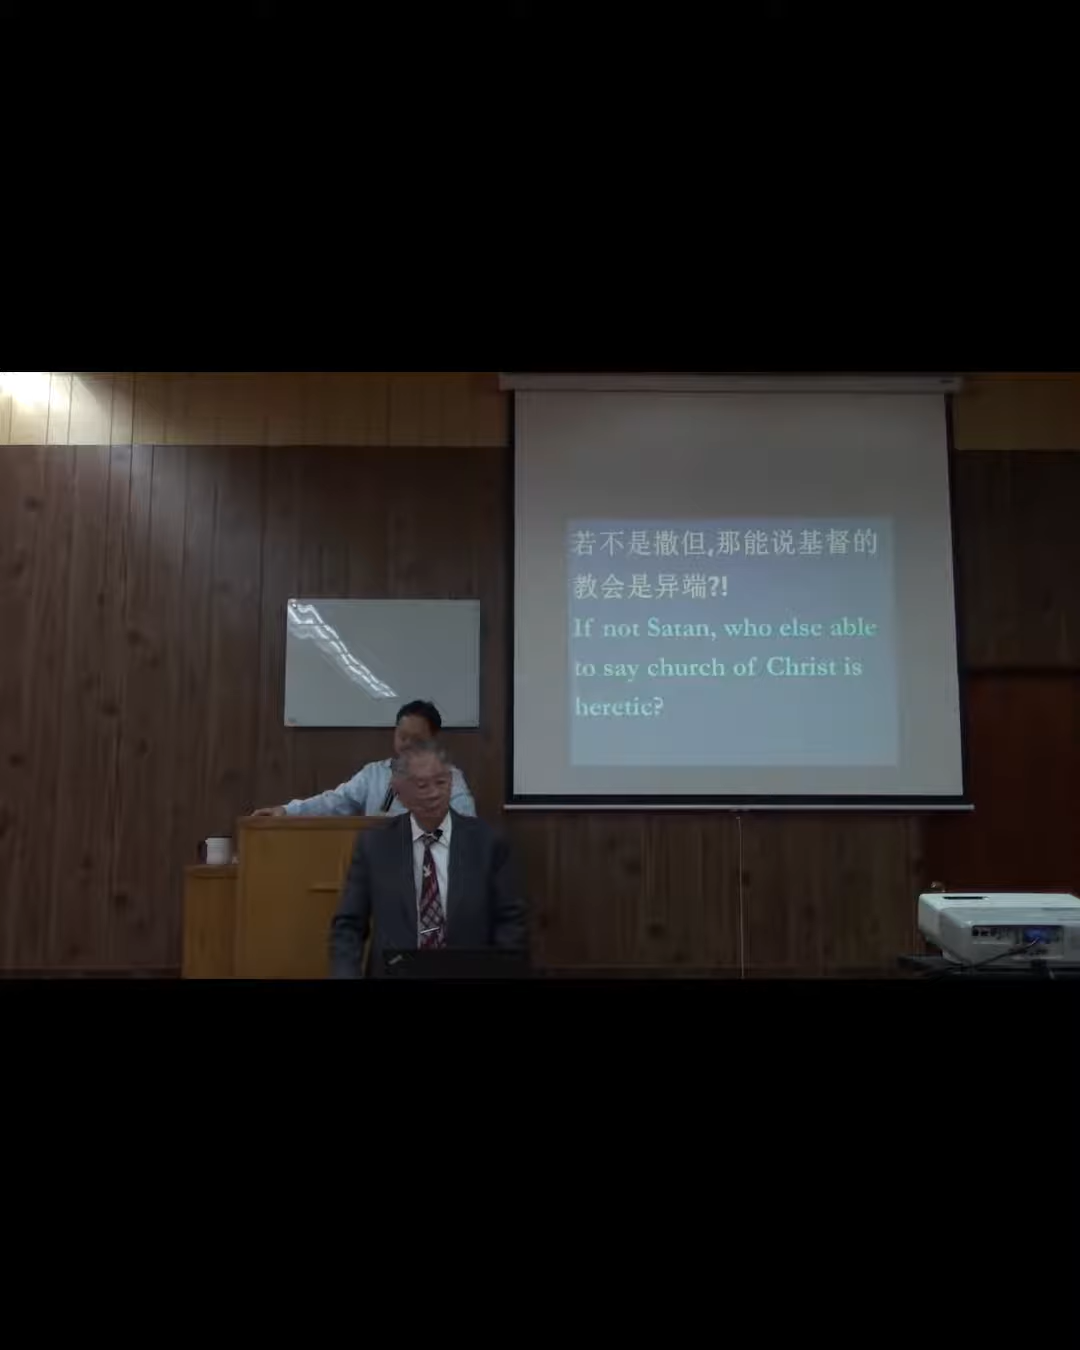 若不是撒但,那能说基督的
教会是异端?!
If not Satan, who else able
to say church of Christ is
heretic?